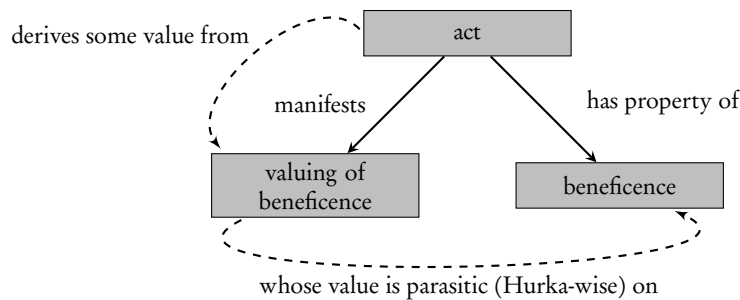 act
derives some value from
manifests
has property of
valuing of
beneficence
beneficence
whose value is parasitic (Hurka-wise) on